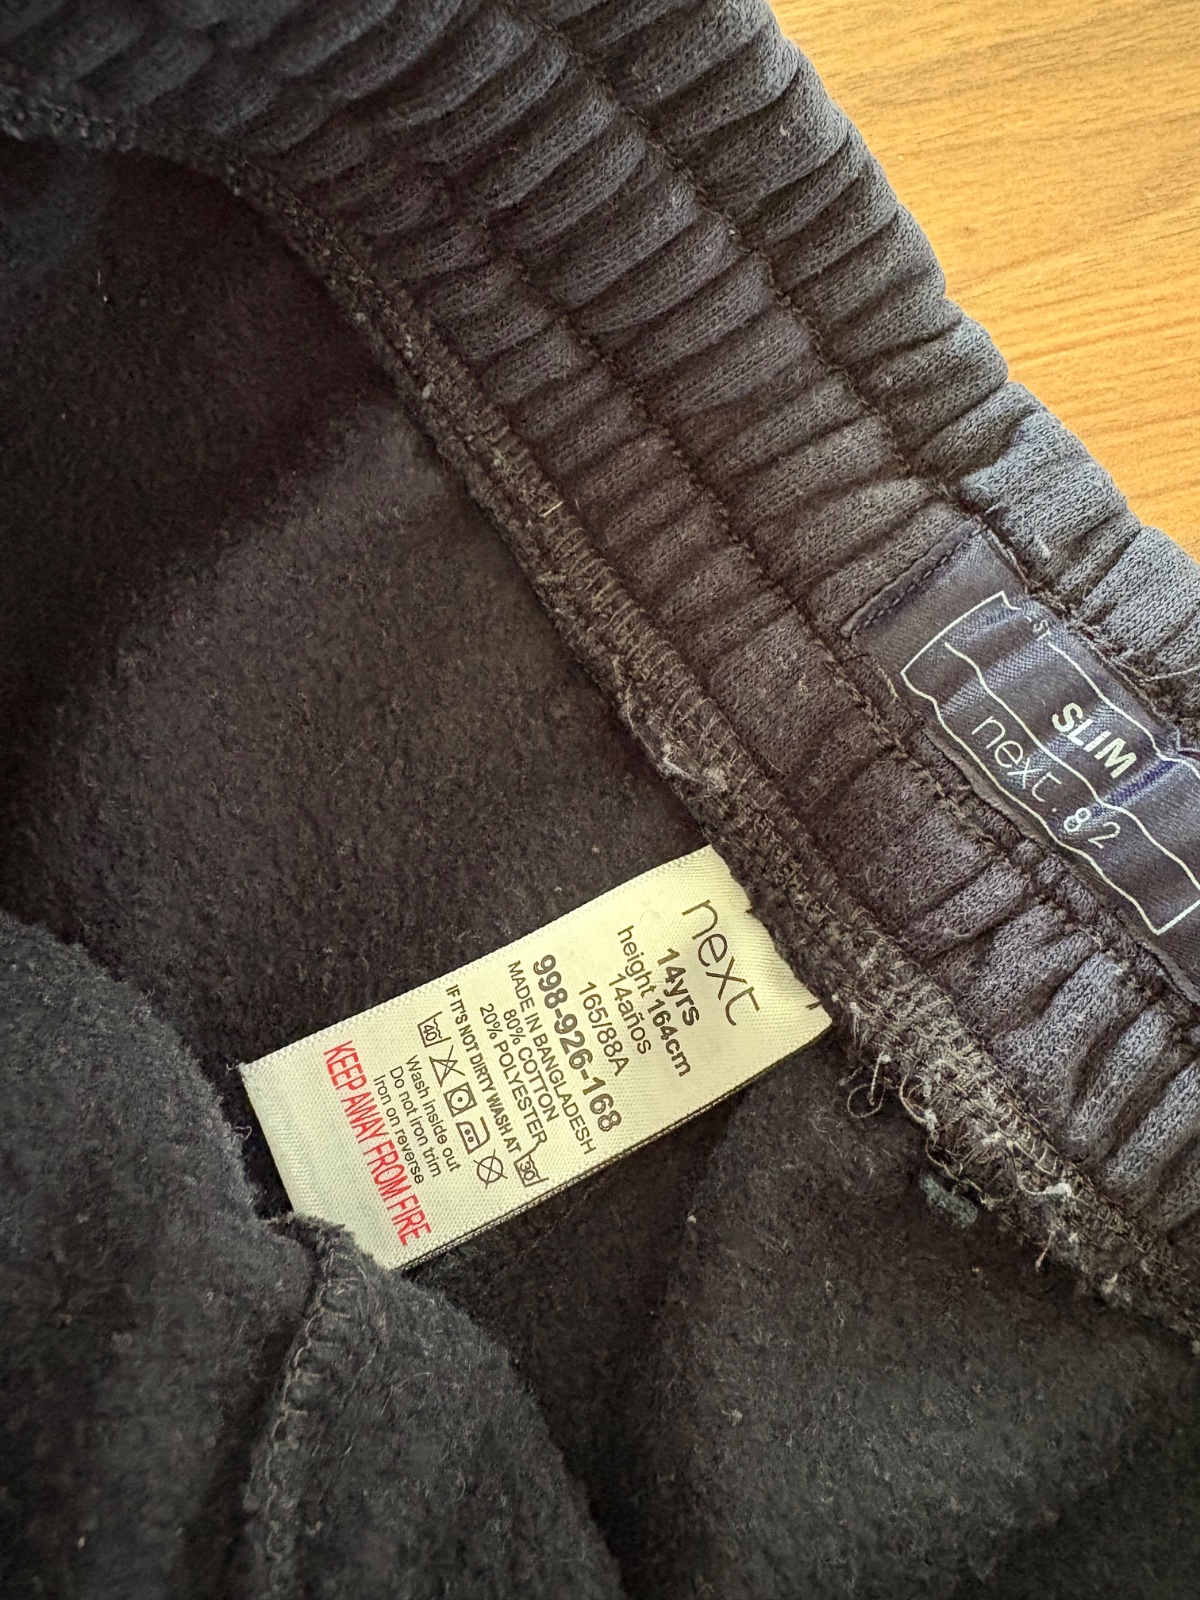 next
14yrs
height 164cm
14años
165/88A
998-926-168
MADE IN BANGLADESH
80% COTTON
20% POLYESTER
IF IT'S NOT DIRTY WASH AT 30
40
Wash inside out
Do not iron trim
Iron on reverse
KEEP AWAY FROM FIRE
SLIM
next. 82